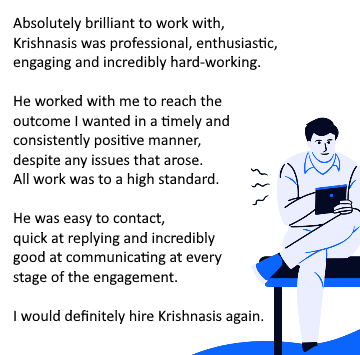 Absolutely brilliant to work with,
Krishnasis was professional, enthusiastic,
engaging and incredibly hard-working.
He worked with me to reach the
outcome I wanted in a timely and
consistently positive manner,
despite any issues that arose.
All work was to a high standard.
He was easy to contact,
quick at replying and incredibly
good at communicating at every
stage of the engagement.
I would definitely hire Krishnasis again.